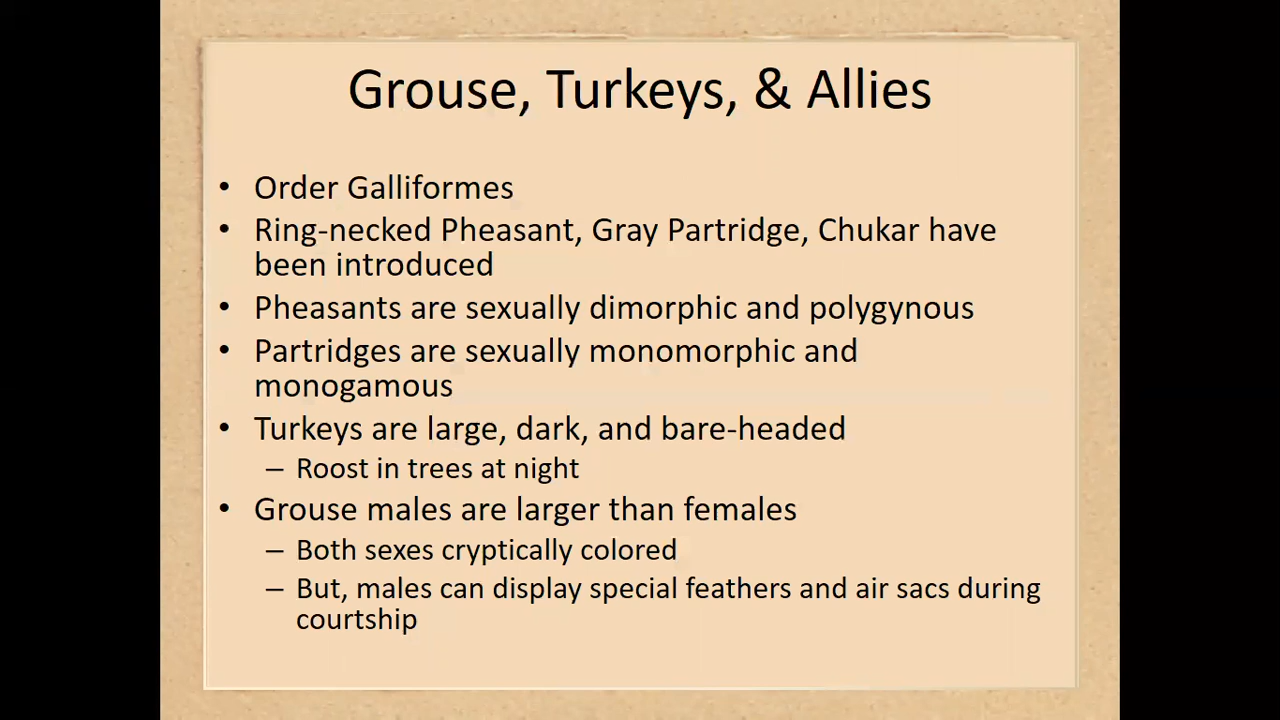 Grouse, Turkeys, & Allies
• Order Galliformes
• Ring-necked Pheasant, Gray Partridge, Chukar have
been introduced
• Pheasants are sexually dimorphic and polygynous
• Partridges are sexually monomorphic and
monogamous
• Turkeys are large, dark, and bare-headed
– Roost in trees at night
• Grouse males are larger than females
– Both sexes cryptically colored
– But, males can display special feathers and air sacs during
courtship